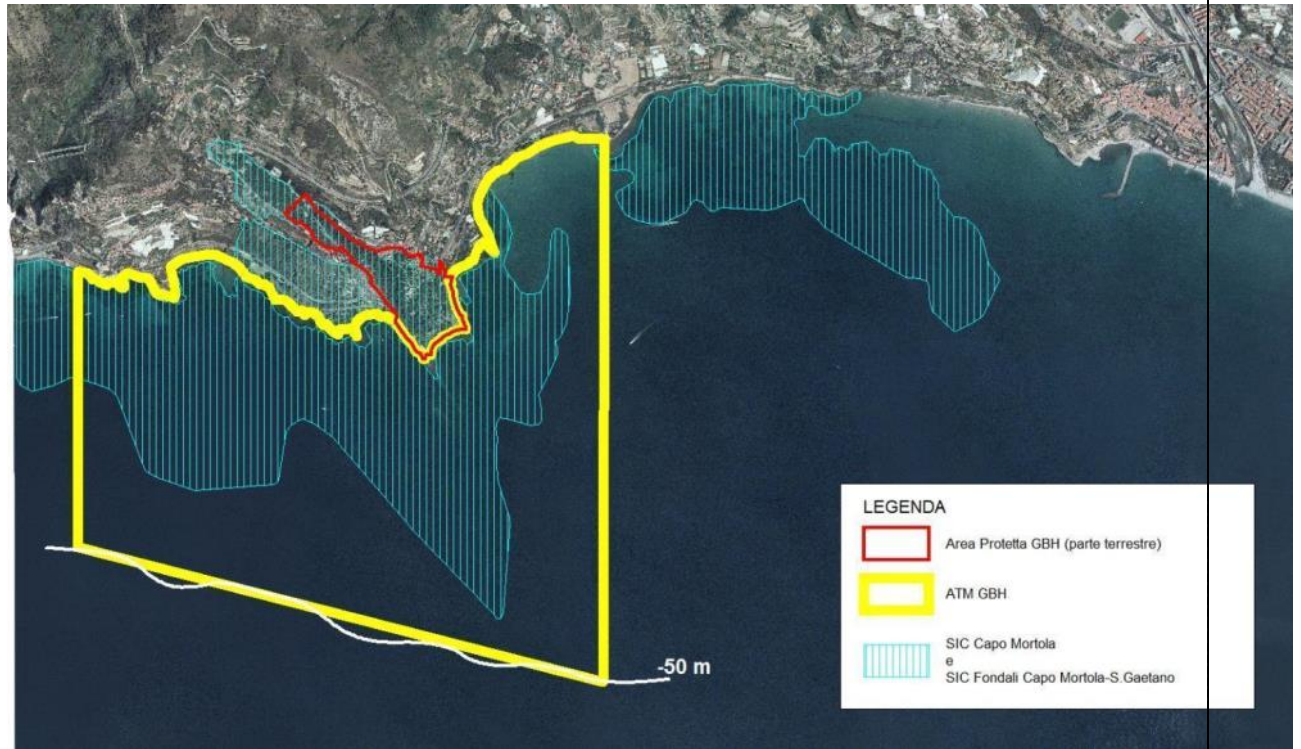 -50 m
LEGENDA
Area Protetta GBH (parte terrestre)
ATM GBH
SIC Capo Mortola
e
SIC Fondali Capo Mortola-S.Gaetano